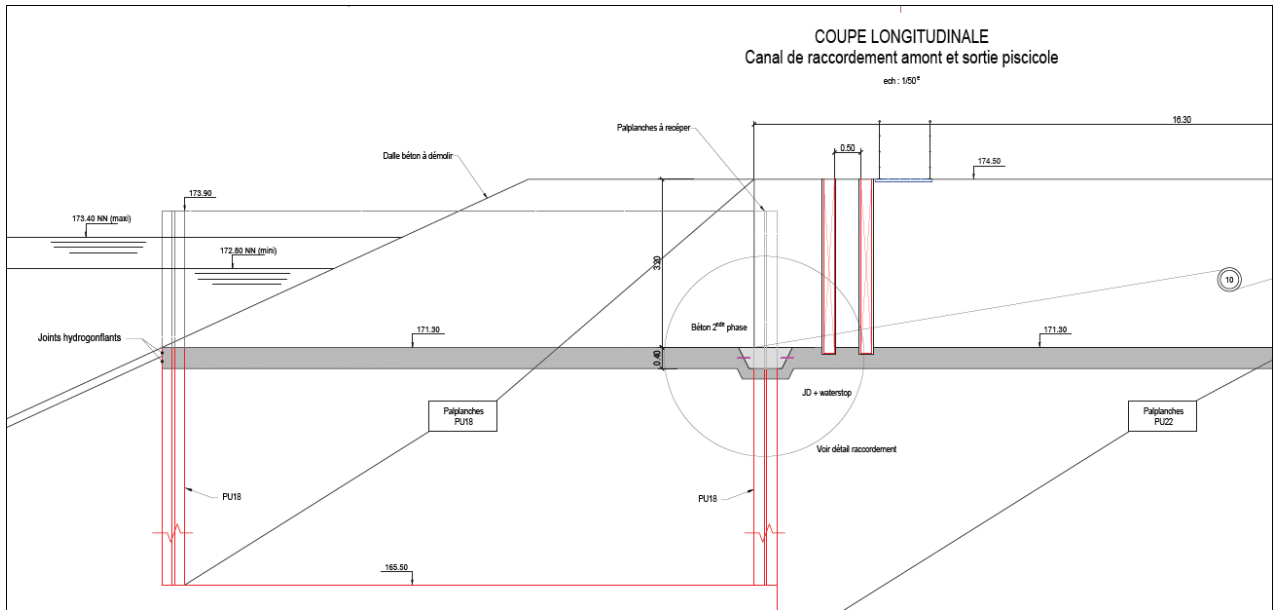 COUPE LONGITUDINALE
Canal de raccordement amont et sortie piscicole
ech : 1/50e
16.30
Palplanches à recéper
0.50
Dalle béton à démolir
174.50
173.90
173.40 NN (maxi)
172.80 NN (mini)
3.20
10
Béton 2nde phase
Joints hydrogonflants
171.30
171.30
0.40
JD + waterstop
Palplanches
PU18
Palplanches
PU22
Voir détail raccordement
PU18
PU18
165.50